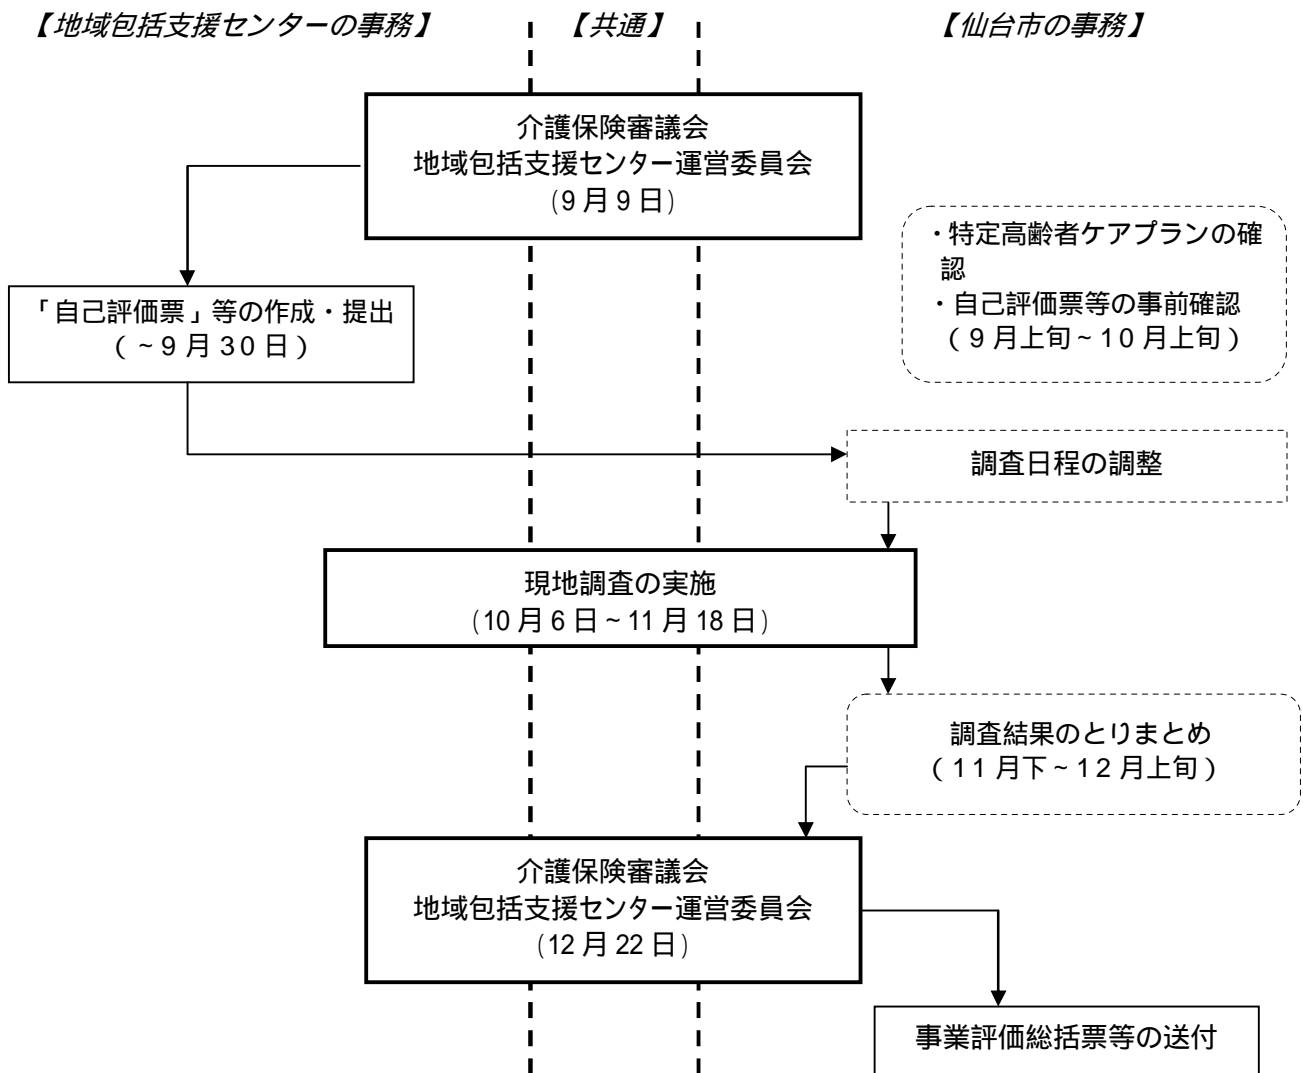 【地域包括支援センターの事務】
【共通】
【仙台市の事務】
介護保険審議会
地域包括支援センター運営委員会
(9月9日)
・特定高齢者ケアプランの確
認
・自己評価票等の事前確認
(9月上旬~10月上旬)
「自己評価票」等の作成・提出
(~9月30日)
調査日程の調整
現地調査の実施
(10月6日~11月18日)
調査結果のとりまとめ
(11月下~12月上旬)
介護保険審議会
地域包括支援センター運営委員会
(12月22日)
事業評価総括票等の送付